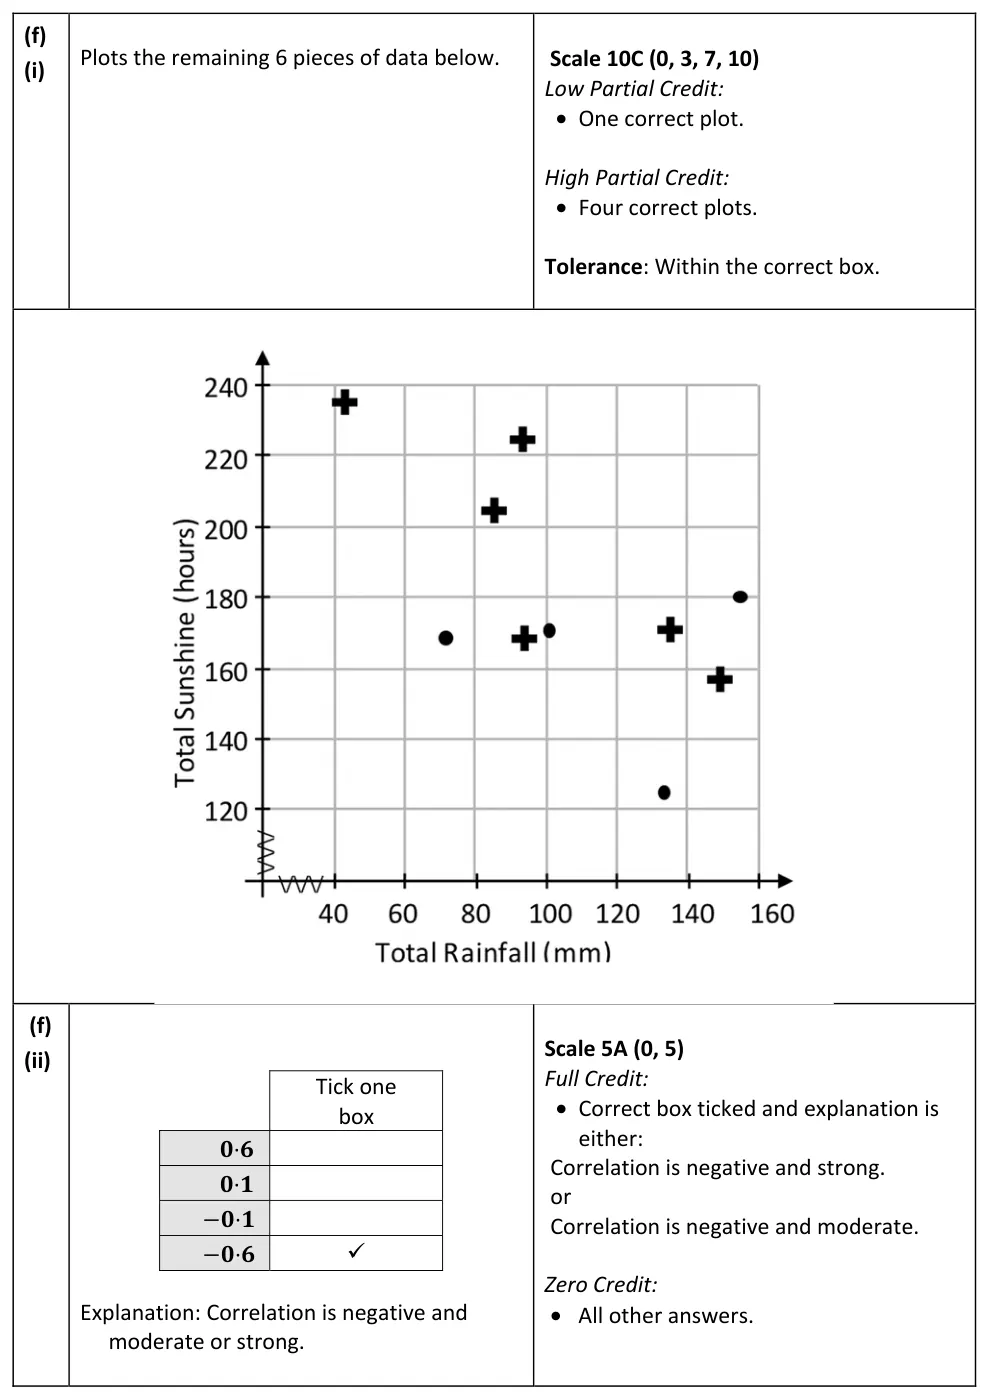 (f)
(i)
Plots the remaining 6 pieces of data below.
Scale 10C (0, 3, 7, 10)
Low Partial Credit:
• One correct plot.
High Partial Credit:
• Four correct plots.
Tolerance: Within the correct box.
240
220
200
180
160
140
120
Total Sunshine (hours)
40 60 80 100 120 140 160
Total Rainfall (mm)
(f)
(ii)
Tick one
box
0·6
0·1
−0·1
−0·6 ✓
Explanation: Correlation is negative and
moderate or strong.
Scale 5A (0, 5)
Full Credit:
• Correct box ticked and explanation is
either:
Correlation is negative and strong.
or
Correlation is negative and moderate.
Zero Credit:
• All other answers.